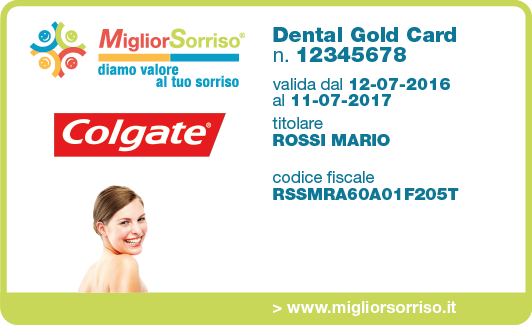 MigliorSorriso®
diamo valore
al tuo sorriso
Colgate®
Dental Gold Card
n. 12345678
valida dal 12-07-2016
al 11-07-2017
titolare
ROSSI MARIO
codice fiscale
RSSMRA60A01F205T
> www.migliorsorriso.it